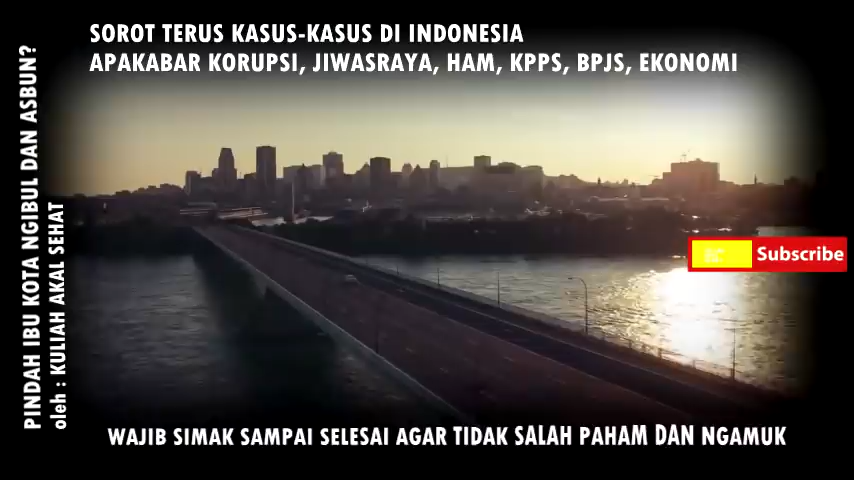 SOROT TERUS KASUS-KASUS DI INDONESIA
APAKABAR KORUPSI, JIWASRAYA, HAM, KPPS, BPJS, EKONOMI
PINDAH IBU KOTA NGIBUL DAN ASBUN?
oleh : KULIAH AKAL SEHAT
Subscribe
WAJIB SIMAK SAMPAI SELESAI AGAR TIDAK SALAH PAHAM DAN NGAMUK